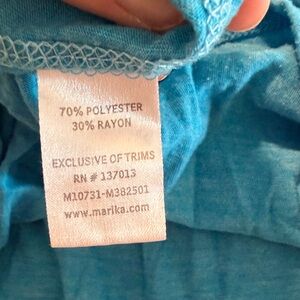 70% POLYESTER
30% RAYON
EXCLUSIVE OF TRIMS
RN # 137013
M10731-M382501
www.marika.com